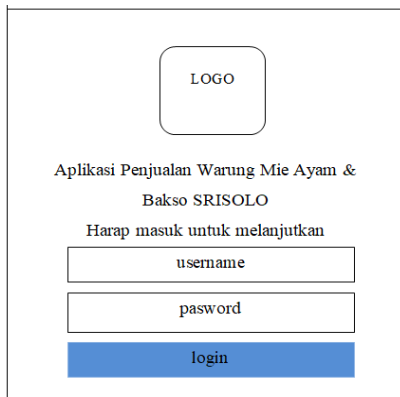 LOGO
Aplikasi Penjualan Warung Mie Ayam &
Bakso SRISOLO
Harap masuk untuk melanjutkan
username
pasword
login